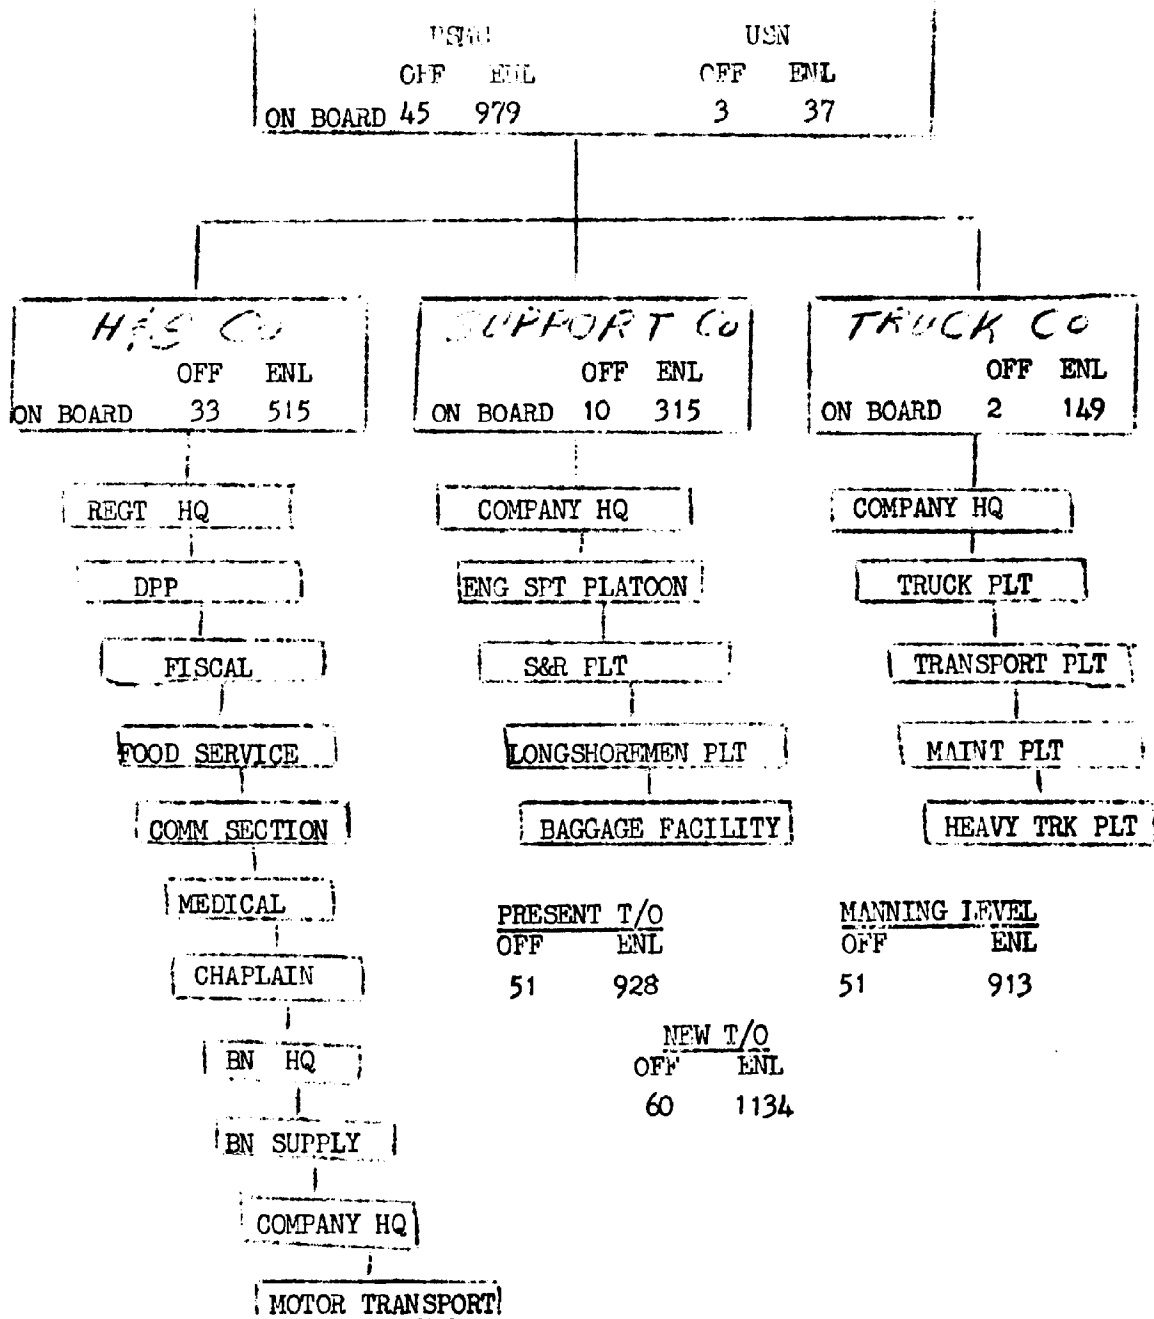 USMC USN
OFF ENL OFF ENL
ON BOARD 45 979 3 37
H&S Co
OFF ENL
ON BOARD 33 515
SUPPORT Co
OFF ENL
ON BOARD 10 315
TRUCK Co
OFF ENL
ON BOARD 2 149
REGT HQ
DPP
FISCAL
FOOD SERVICE
COMM SECTION
MEDICAL
CHAPLAIN
BN HQ
BN SUPPLY
COMPANY HQ
MOTOR TRANSPORT
COMPANY HQ
ENG SPT PLATOON
S&R PLT
LONGSHOREMEN PLT
BAGGAGE FACILITY
COMPANY HQ
TRUCK PLT
TRANSPORT PLT
MAINT PLT
HEAVY TRK PLT
PRESENT T/O
OFF ENL
51 928
MANNING LEVEL
OFF ENL
51 913
NEW T/O
OFF ENL
60 1134